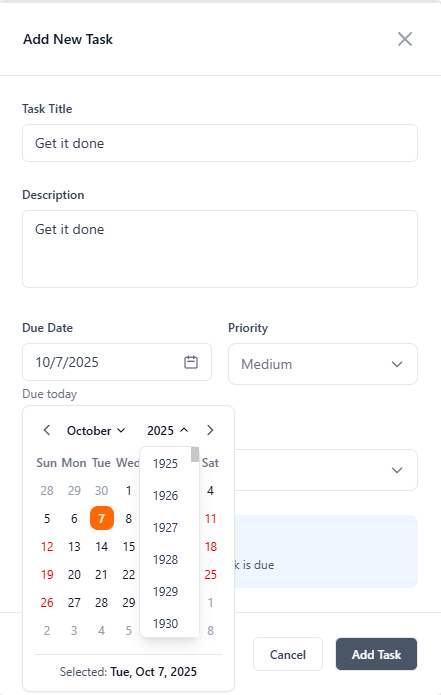 Add New Task
Task Title
Get it done
Description
Get it done
Due Date
Priority
10/7/2025
Medium
Due today
October 2025
Sun Mon Tue Wed Sat
28 29 30 1 4
5 6 7 8 11
12 13 14 15 18
19 20 21 22 25
26 27 28 29 1
2 3 4 5 8
1925
1926
1927
1928
1929
1930
is due
Selected: Tue, Oct 7, 2025
Cancel
Add Task